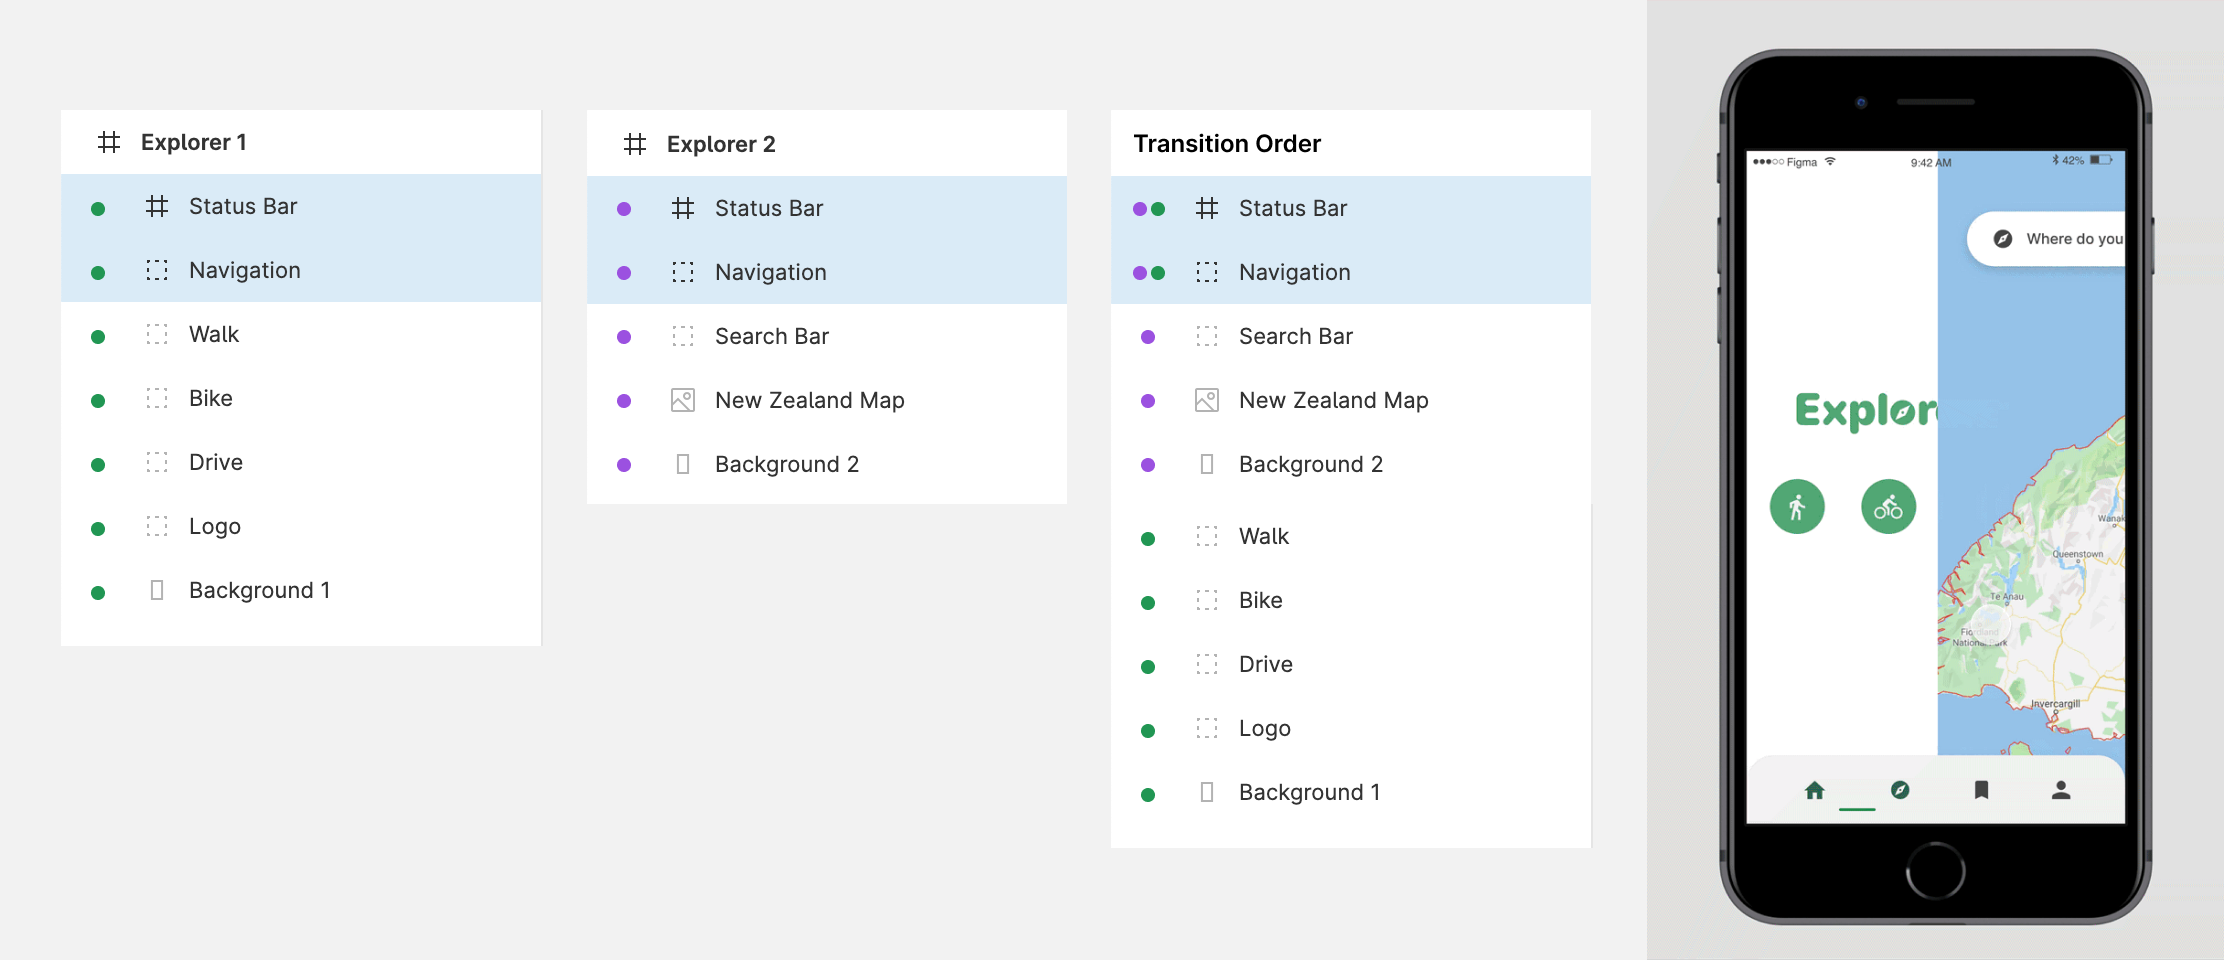 Explorer 1
Status Bar
Navigation
Walk
Bike
Drive
Logo
Background 1
Explorer 2
Status Bar
Navigation
Search Bar
New Zealand Map
Background 2
Transition Order
Status Bar
Navigation
Search Bar
New Zealand Map
Background 2
Walk
Bike
Drive
Logo
Background 1
Figma
9:42 AM
42%
Where do you
Explor
Wanak
Queenstown
Te Anau
Fiordland
National Park
Invercargill